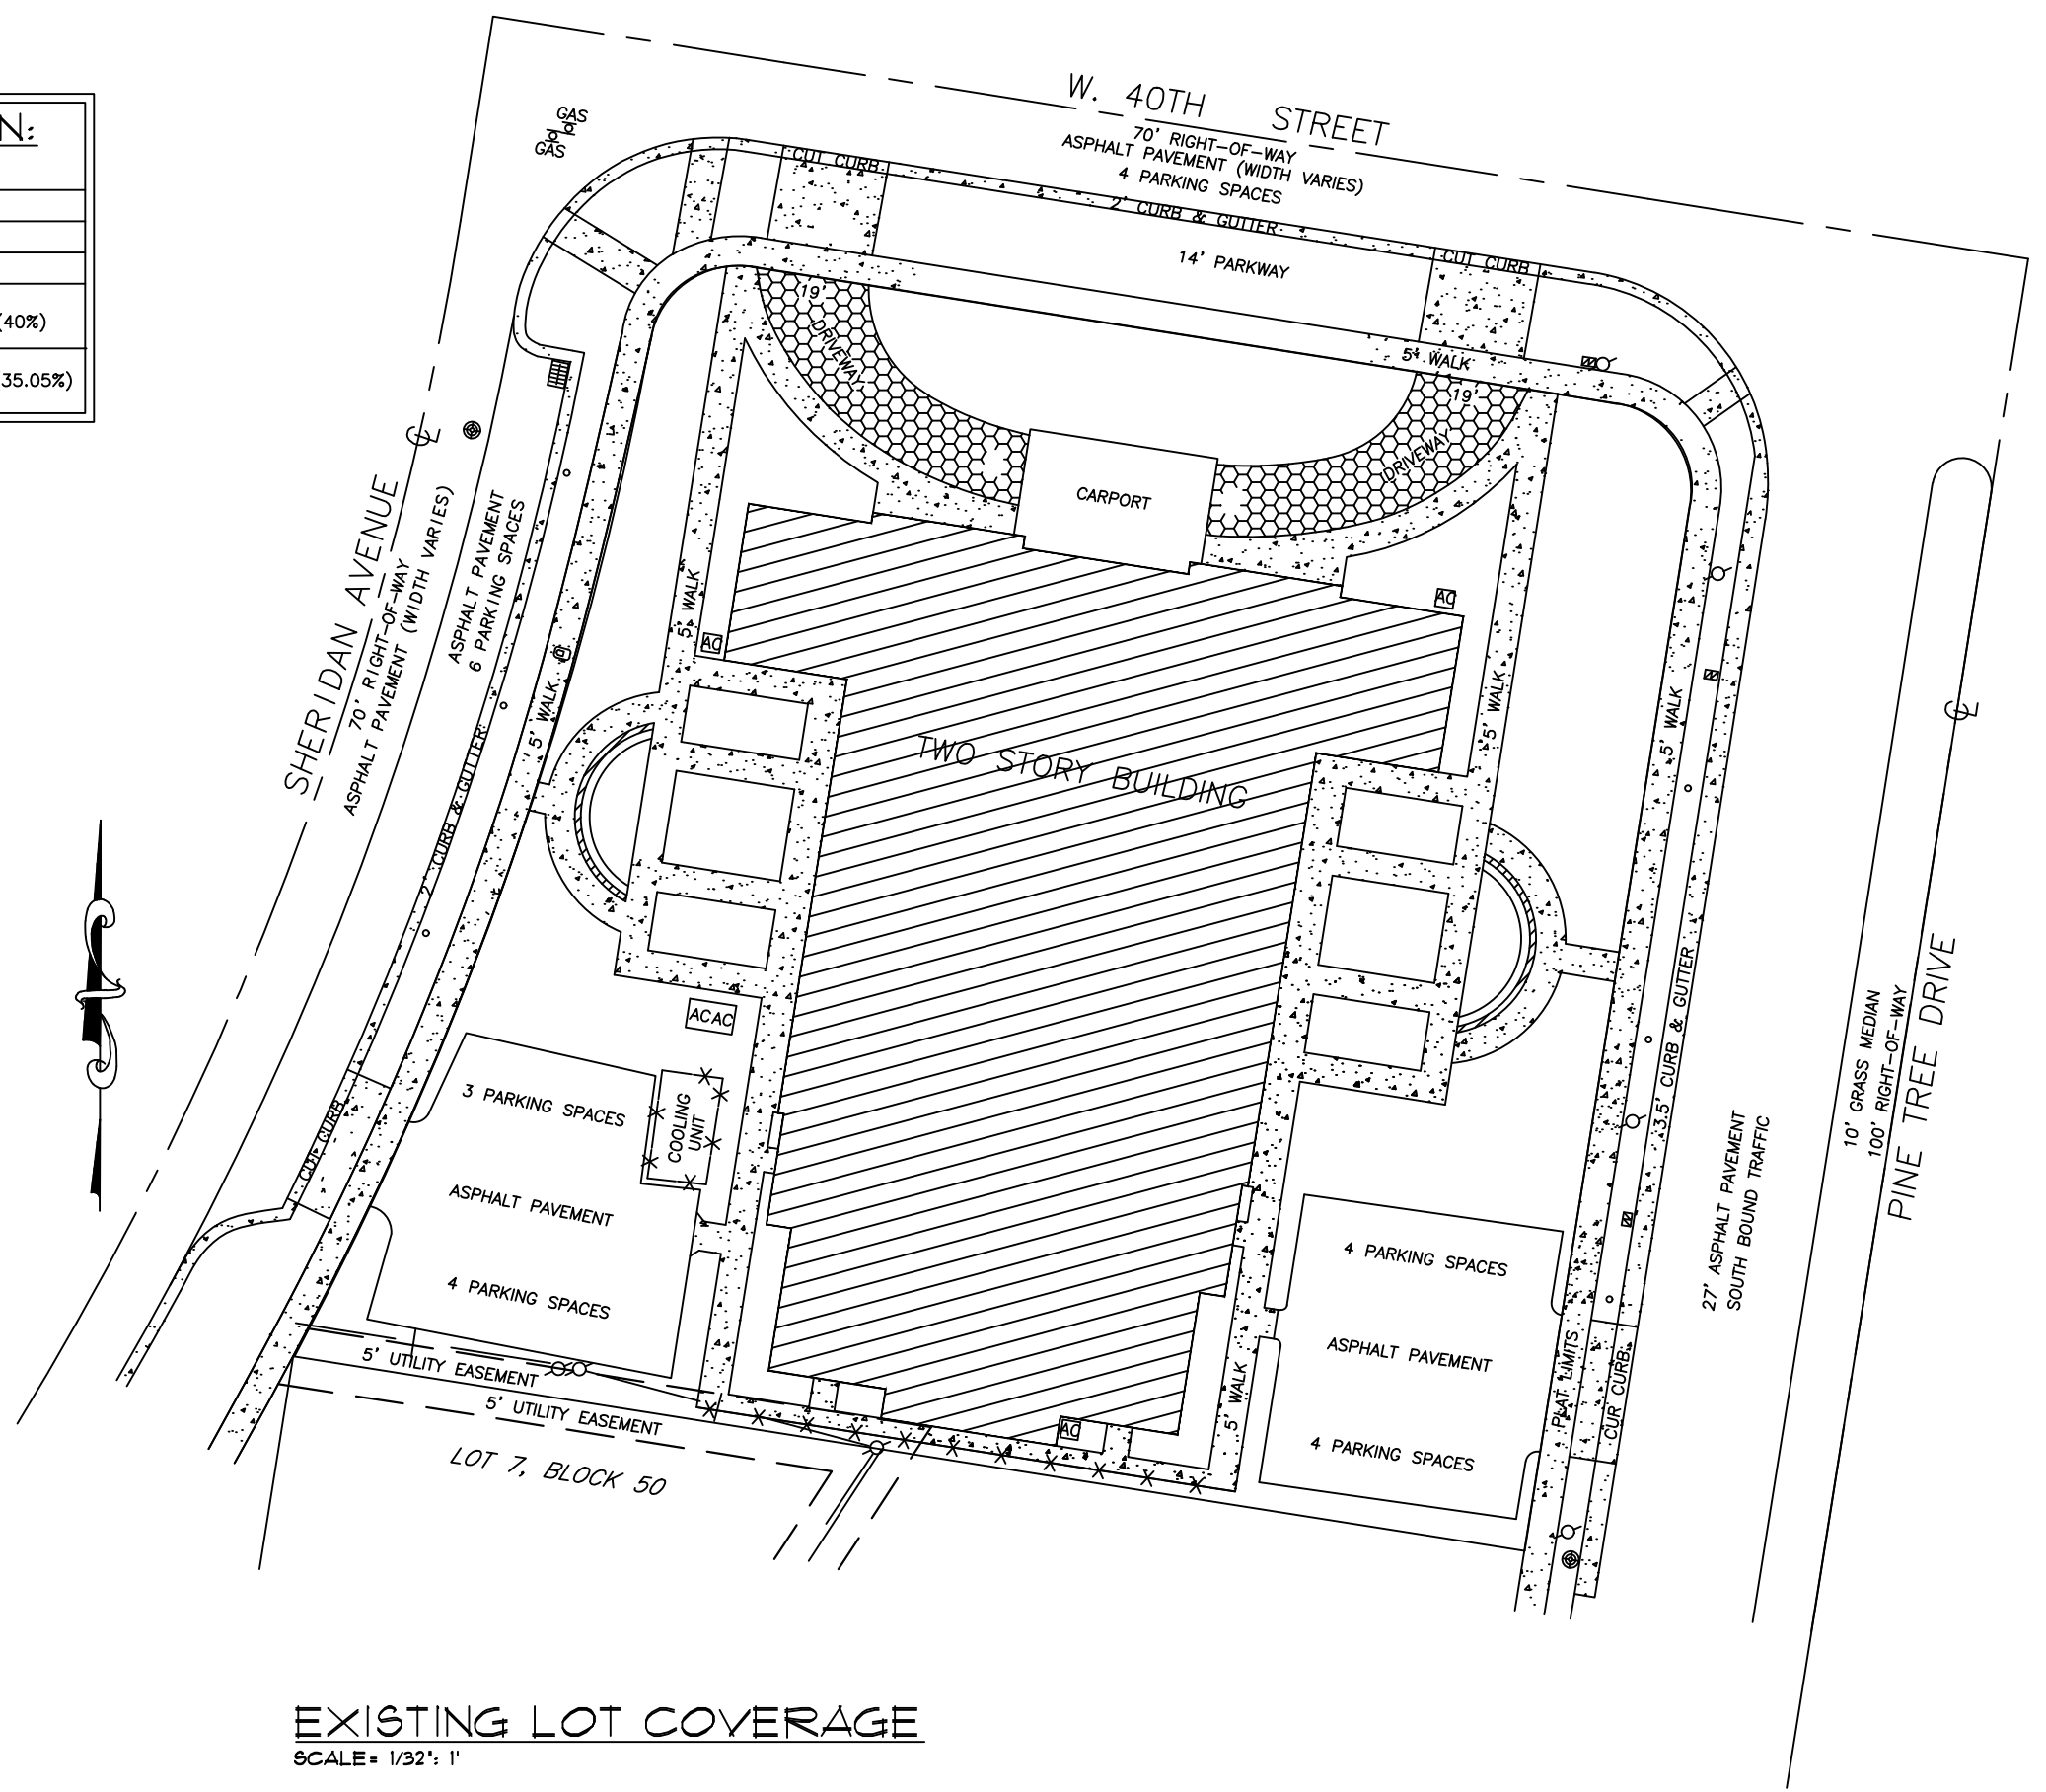 N:
(40%)
35.05%)
W. 40TH STREET
70' RIGHT-OF-WAY
ASPHALT PAVEMENT (WIDTH VARIES)
4 PARKING SPACES
GAS
GAS
CUT CURB
2' CURB & GUTTER
14' PARKWAY
CUT CURB
5' WALK
19'
DRIVEWAY
19'
DRIVEWAY
CARPORT
SHERIDAN AVENUE
70' RIGHT-OF-WAY
ASPHALT PAVEMENT (WIDTH VARIES)
ASPHALT PAVEMENT
6 PARKING SPACES
2' CURB & GUTTER
5' WALK
5' WALK
AC
AC
5' WALK
5' WALK
TWO STORY BUILDING
ACAC
3 PARKING SPACES
COOLING
UNIT
CUT CURB
ASPHALT PAVEMENT
4 PARKING SPACES
5' UTILITY EASEMENT
5' UTILITY EASEMENT
LOT 7, BLOCK 50
AC
5' WALK
4 PARKING SPACES
ASPHALT PAVEMENT
4 PARKING SPACES
PLAT LIMITS
CUR CURB
3.5' CURB & GUTTER
27' ASPHALT PAVEMENT
SOUTH BOUND TRAFFIC
10' GRASS MEDIAN
100' RIGHT-OF-WAY
PINE TREE DRIVE
EXISTING LOT COVERAGE
SCALE= 1/32": 1'